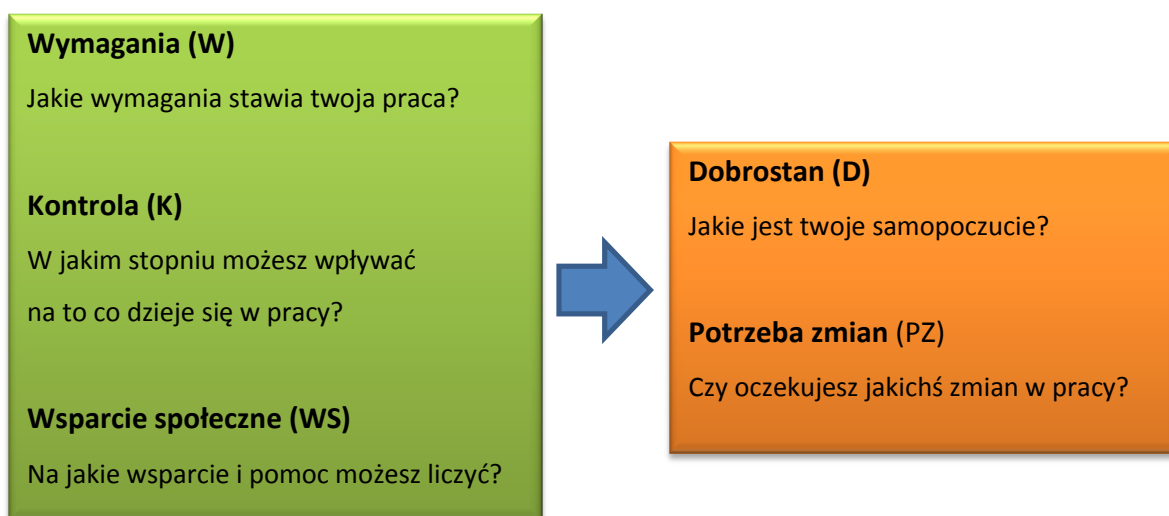 Wymagania (W)
Jakie wymagania stawia twoja praca?
Kontrola (K)
W jakim stopniu możesz wpływać
na to co dzieje się w pracy?
Wsparcie społeczne (WS)
Na jakie wsparcie i pomoc możesz liczyć?
Dobrostan (D)
Jakie jest twoje samopoczucie?
Potrzeba zmian (PZ)
Czy oczekujesz jakichś zmian w pracy?